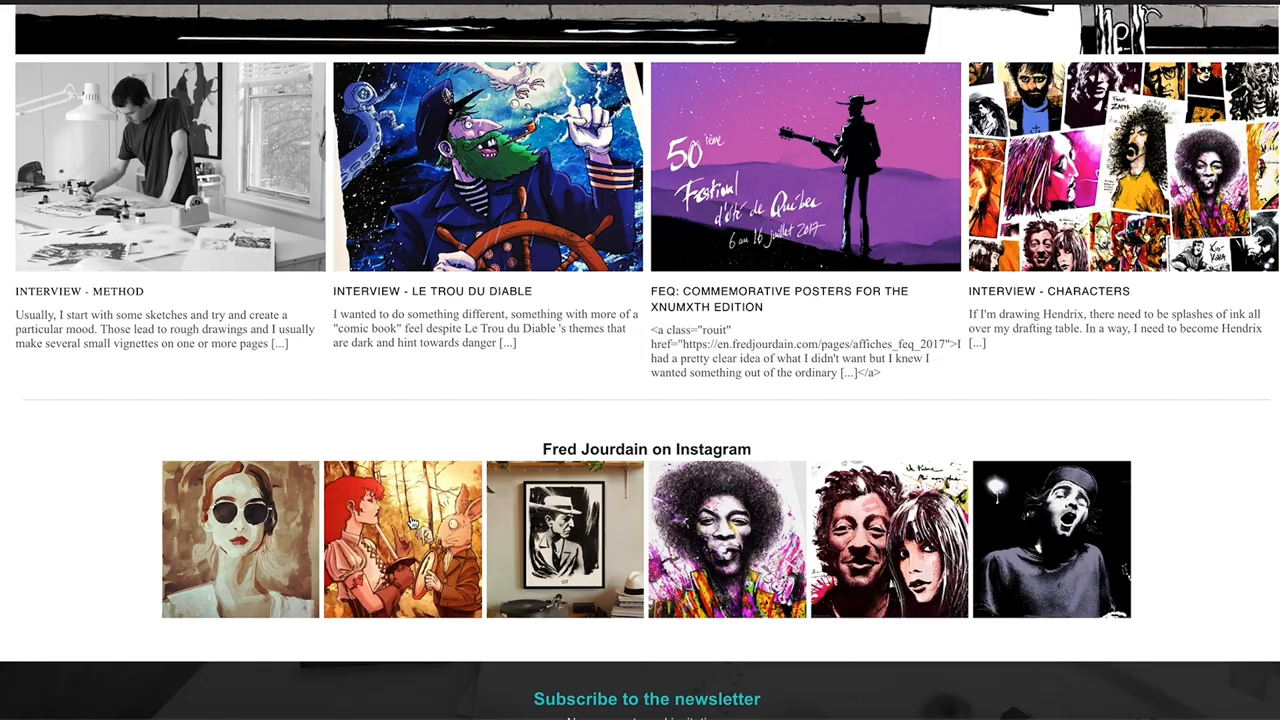 INTERVIEW - METHOD
Usually, I start with some sketches and try and create a
particular mood. Those lead to rough drawings and I usually
make several small vignettes on one or more pages [...]
INTERVIEW - LE TROU DU DIABLE
I wanted to do something different, something with more of a
"comic book" feel despite Le Trou du Diable 's themes that
are dark and hint towards danger [...]
50 ième
Festival
d'été de Québec
6 au 16 juillet 2017
FEQ: COMMEMORATIVE POSTERS FOR THE
XNUMXTH EDITION
<a class="rouit"
href="https://en.fredjourdain.com/pages/affiches_feq_2017">I
had a pretty clear idea of what I didn't want but I knew I
wanted something out of the ordinary [...]</a>
INTERVIEW - CHARACTERS
If I'm drawing Hendrix, there need to be splashes of ink all
over my drafting table. In a way, I need to become Hendrix
[...]
Fred Jourdain on Instagram
Subscribe to the newsletter